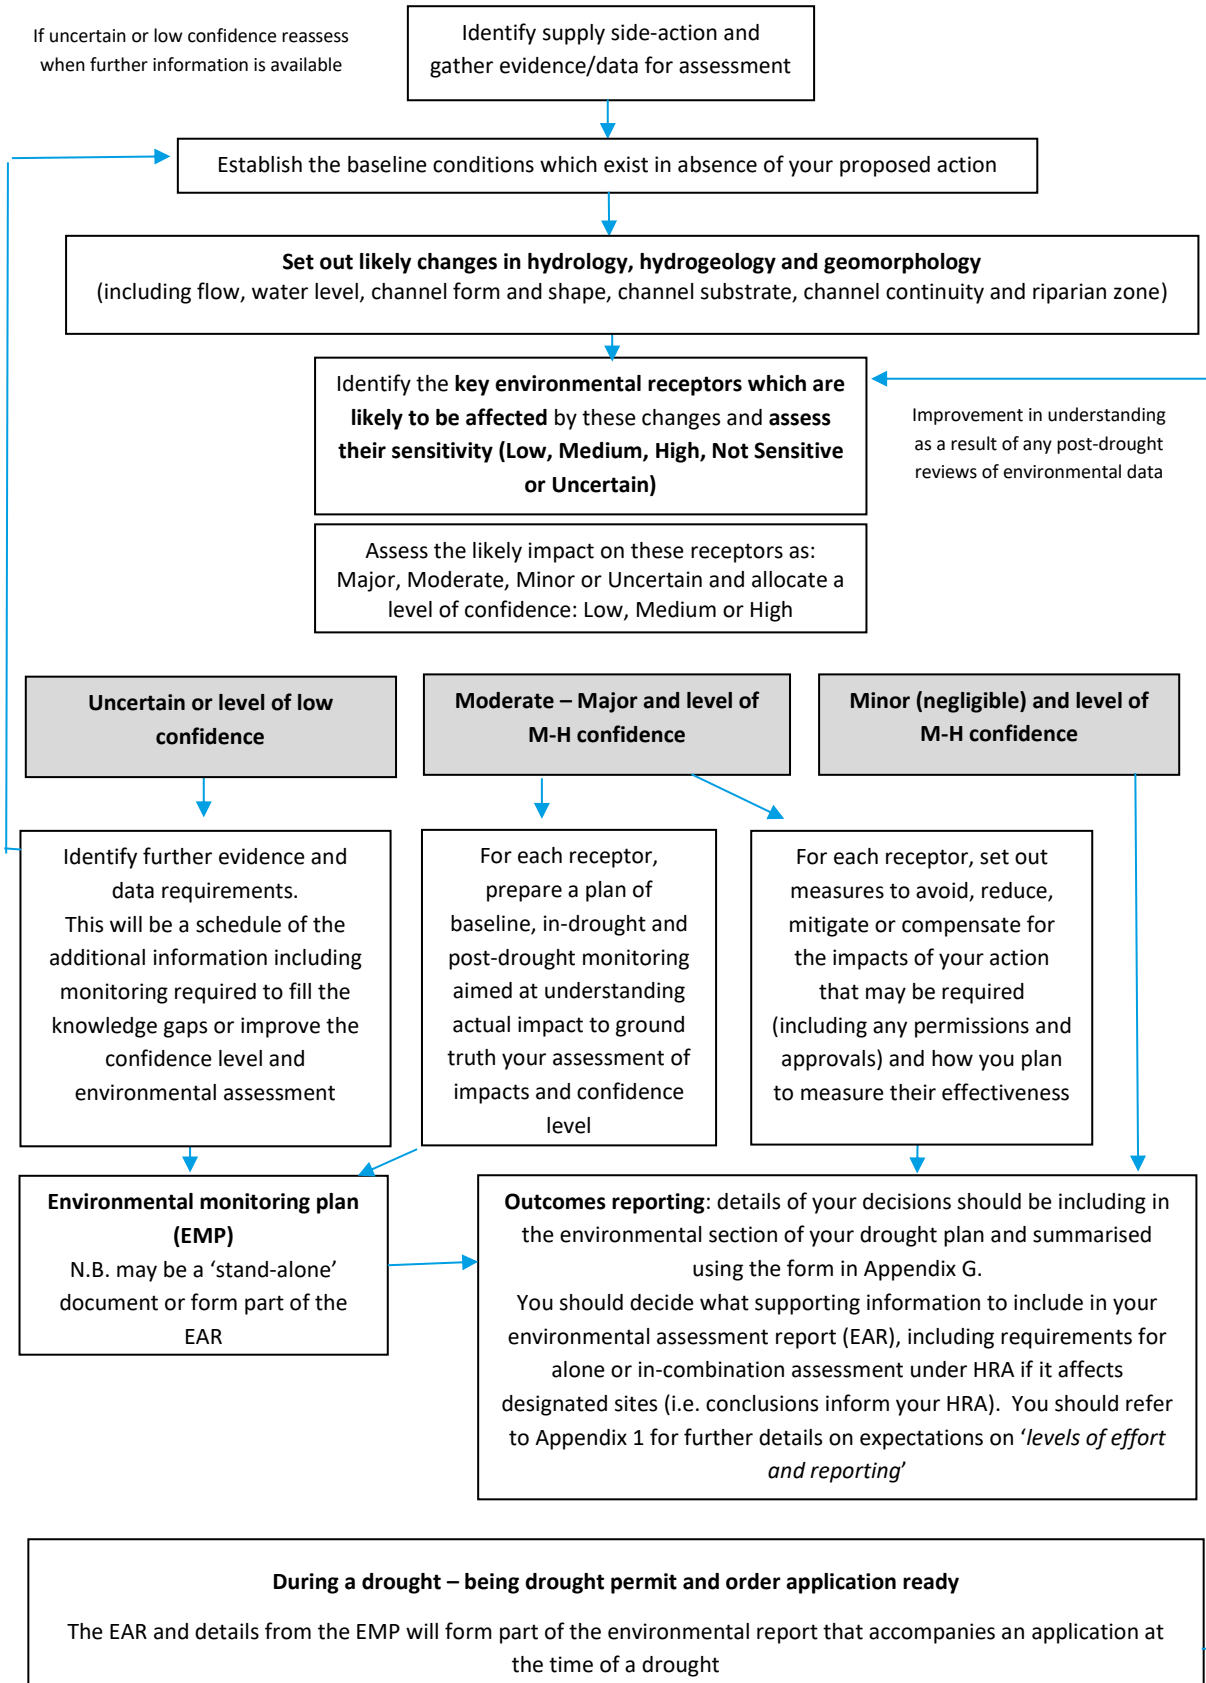 If uncertain or low confidence reassess
when further information is available
Identify supply side-action and
gather evidence/data for assessment
Establish the baseline conditions which exist in absence of your proposed action
Set out likely changes in hydrology, hydrogeology and geomorphology
(including flow, water level, channel form and shape, channel substrate, channel continuity and riparian zone)
Identify the key environmental receptors which are
likely to be affected by these changes and assess
their sensitivity (Low, Medium, High, Not Sensitive
or Uncertain)
Improvement in understanding
as a result of any post-drought
reviews of environmental data
Assess the likely impact on these receptors as:
Major, Moderate, Minor or Uncertain and allocate a
level of confidence: Low, Medium or High
Uncertain or level of low
confidence
Moderate – Major and level of
M-H confidence
Minor (negligible) and level of
M-H confidence
Identify further evidence and
data requirements.
This will be a schedule of the
additional information including
monitoring required to fill the
knowledge gaps or improve the
confidence level and
environmental assessment
For each receptor,
prepare a plan of
baseline, in-drought and
post-drought monitoring
aimed at understanding
actual impact to ground
truth your assessment of
impacts and confidence
level
For each receptor, set out
measures to avoid, reduce,
mitigate or compensate for
the impacts of your action
that may be required
(including any permissions and
approvals) and how you plan
to measure their effectiveness
Environmental monitoring plan
(EMP)
N.B. may be a ‘stand-alone’
document or form part of the
EAR
Outcomes reporting: details of your decisions should be including in
the environmental section of your drought plan and summarised
using the form in Appendix G.
You should decide what supporting information to include in your
environmental assessment report (EAR), including requirements for
alone or in-combination assessment under HRA if it affects
designated sites (i.e. conclusions inform your HRA). You should refer
to Appendix 1 for further details on expectations on ‘levels of effort
and reporting’
During a drought – being drought permit and order application ready
The EAR and details from the EMP will form part of the environmental report that accompanies an application at
the time of a drought